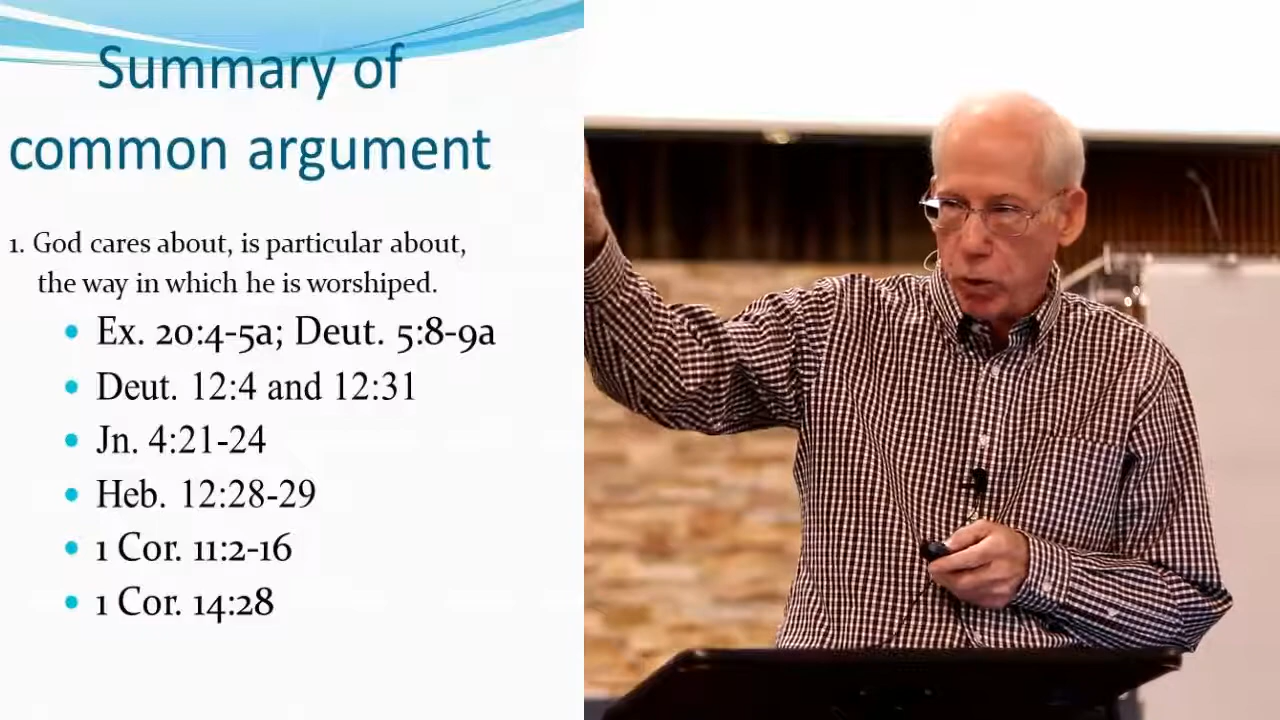 Summary of
common argument
1. God cares about, is particular about,
the way in which he is worshiped.
• Ex. 20:4-5a; Deut. 5:8-9a
• Deut. 12:4 and 12:31
• Jn. 4:21-24
• Heb. 12:28-29
• 1 Cor. 11:2-16
• 1 Cor. 14:28